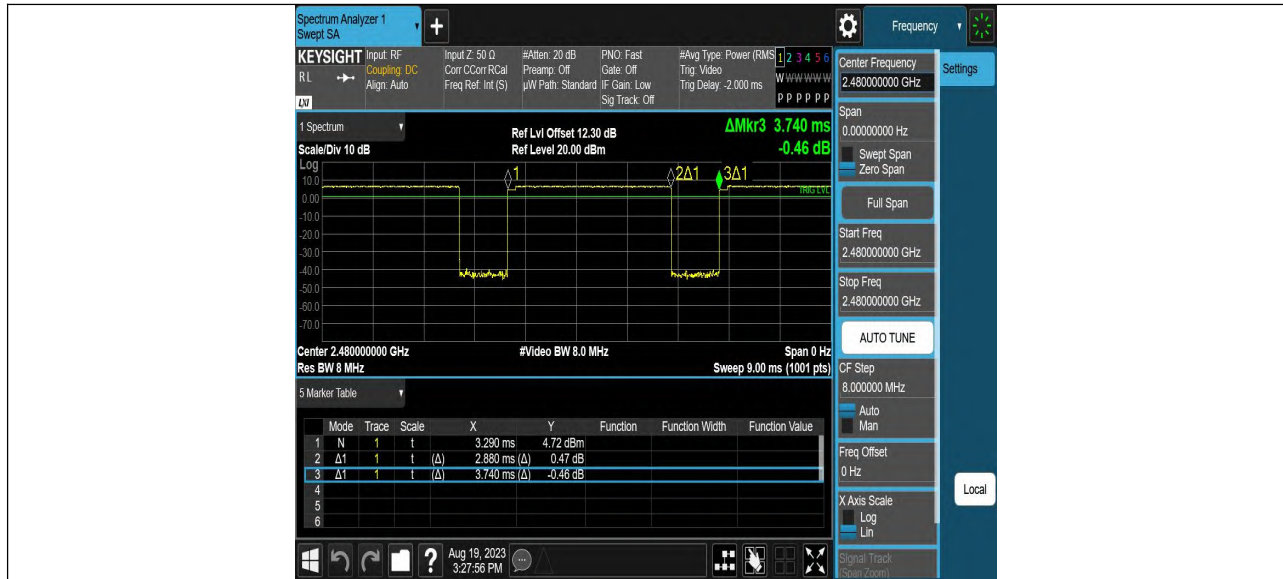 Spectrum Analyzer 1
Swept SA
+
Frequency
KEYSIGHT Input: RF Input Z: 50 Ω #Atten: 20 dB PNO: Fast #Avg Type: Power (RMS 1 2 3 4 5 6
RL Coupling: DC Corr CCorr RCal Preamp: Off Gate: Off Trig: Video W W W W W W
Align: Auto Freq Ref: Int (S) µW Path: Standard IF Gain: Low Trig Delay: -2.000 ms
LXI Sig Track: Off P P P P P P
Center Frequency
2.480000000 GHz
Settings
Span
0.00000000 Hz
Swept Span
Zero Span
Full Span
Start Freq
2.480000000 GHz
Stop Freq
2.480000000 GHz
AUTO TUNE
CF Step
8.000000 MHz
Auto
Man
Freq Offset
0 Hz
X Axis Scale
Log
Lin
Signal Track
(Span Zoom)
Local
1 Spectrum
Ref Lvl Offset 12.30 dB ΔMkr3 3.740 ms
Scale/Div 10 dB Ref Level 20.00 dBm -0.46 dB
Log
1 2Δ1 3Δ1
10.0
TRIG LVL
0.00
-10.0
-20.0
-30.0
-40.0
-50.0
-60.0
-70.0
Center 2.480000000 GHz #Video BW 8.0 MHz Span 0 Hz
Res BW 8 MHz Sweep 9.00 ms (1001 pts)
5 Marker Table
Mode Trace Scale X Y Function Function Width Function Value
1 N 1 t 3.290 ms 4.72 dBm
2 Δ1 1 t (Δ) 2.880 ms (Δ) 0.47 dB
3 Δ1 1 t (Δ) 3.740 ms (Δ) -0.46 dB
4
5
6
?
Aug 19, 2023
3:27:56 PM